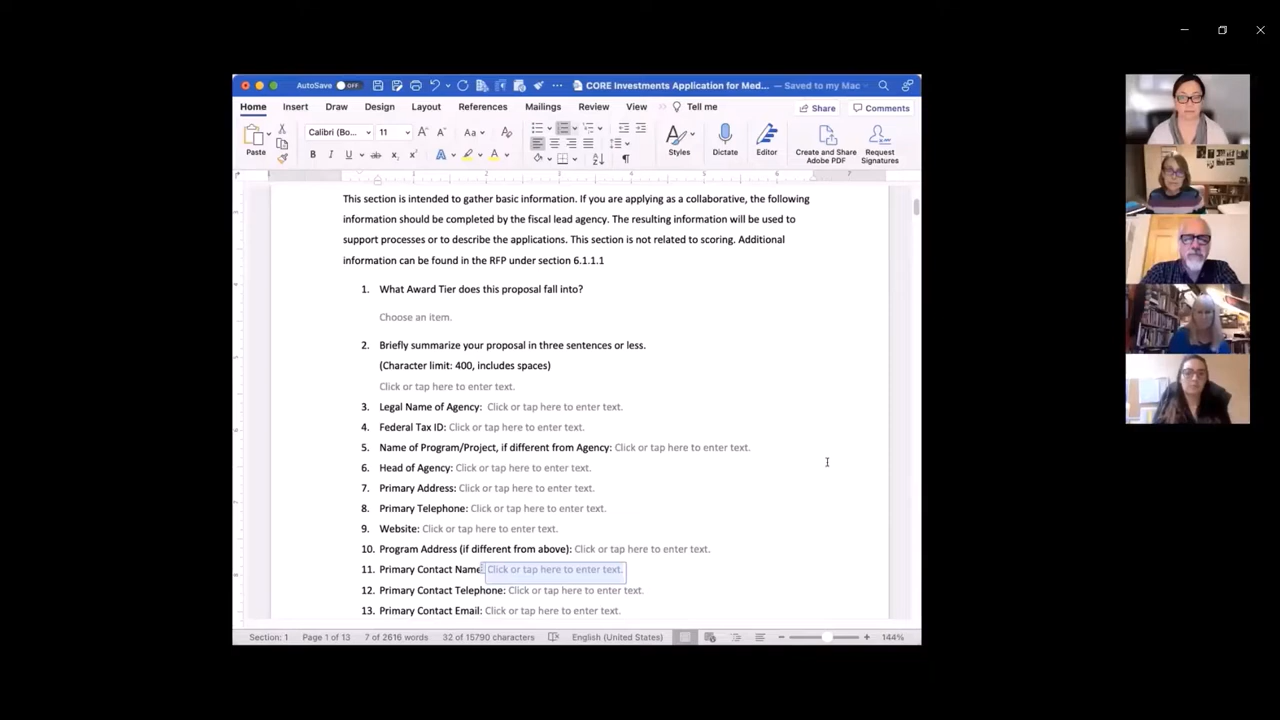 AutoSave OFF
CORE Investments Application for Med... — Saved to my Mac
Home Insert Draw Design Layout References Mailings Review View Tell me
Share Comments
Calibri (Bo... 11
Paste
Styles
Dictate
Editor
Create and Share Adobe PDF
Request Signatures
This section is intended to gather basic information. If you are applying as a collaborative, the following
information should be completed by the fiscal lead agency. The resulting information will be used to
support processes or to describe the applications. This section is not related to scoring. Additional
information can be found in the RFP under section 6.1.1.1
1. What Award Tier does this proposal fall into?
Choose an item.
2. Briefly summarize your proposal in three sentences or less.
(Character limit: 400, includes spaces)
Click or tap here to enter text.
3. Legal Name of Agency: Click or tap here to enter text.
4. Federal Tax ID: Click or tap here to enter text.
5. Name of Program/Project, if different from Agency: Click or tap here to enter text.
6. Head of Agency: Click or tap here to enter text.
7. Primary Address: Click or tap here to enter text.
8. Primary Telephone: Click or tap here to enter text.
9. Website: Click or tap here to enter text.
10. Program Address (if different from above): Click or tap here to enter text.
11. Primary Contact Name: Click or tap here to enter text.
12. Primary Contact Telephone: Click or tap here to enter text.
13. Primary Contact Email: Click or tap here to enter text.
Section: 1 Page 1 of 13 7 of 2616 words 32 of 15790 characters English (United States) 144%